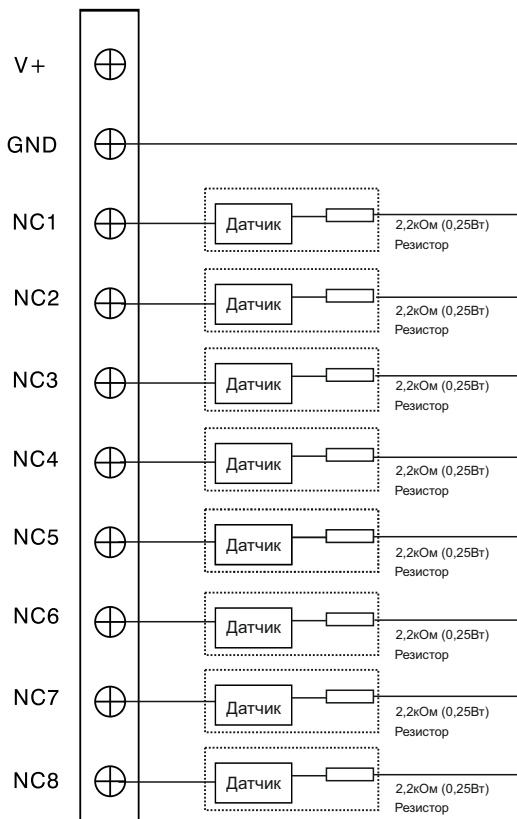 V+
GND
NC1
Датчик
2,2кОм (0,25Вт)
Резистор
NC2
Датчик
2,2кОм (0,25Вт)
Резистор
NC3
Датчик
2,2кОм (0,25Вт)
Резистор
NC4
Датчик
2,2кОм (0,25Вт)
Резистор
NC5
Датчик
2,2кОм (0,25Вт)
Резистор
NC6
Датчик
2,2кОм (0,25Вт)
Резистор
NC7
Датчик
2,2кОм (0,25Вт)
Резистор
NC8
Датчик
2,2кОм (0,25Вт)
Резистор